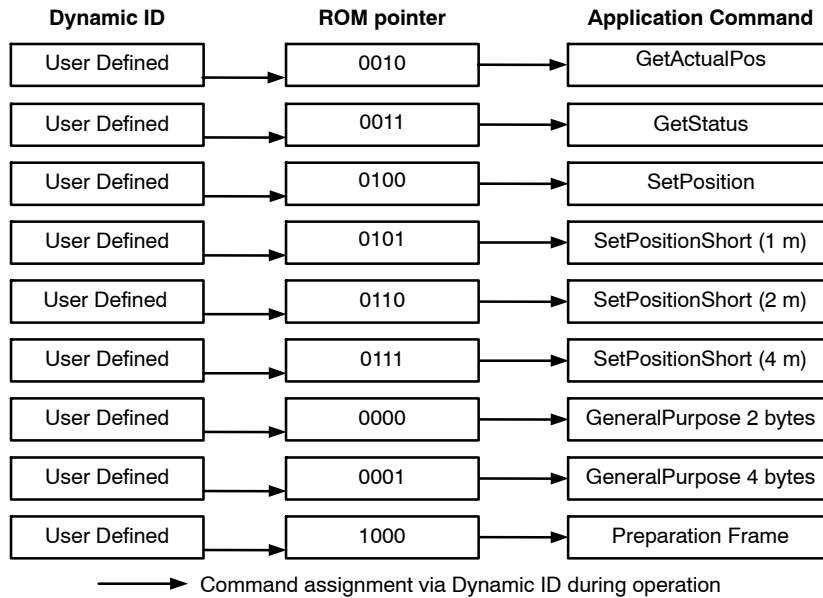 Dynamic ID ROM pointer Application Command
User Defined 0010 GetActualPos
User Defined 0011 GetStatus
User Defined 0100 SetPosition
User Defined 0101 SetPositionShort (1 m)
User Defined 0110 SetPositionShort (2 m)
User Defined 0111 SetPositionShort (4 m)
User Defined 0000 GeneralPurpose 2 bytes
User Defined 0001 GeneralPurpose 4 bytes
User Defined 1000 Preparation Frame
Command assignment via Dynamic ID during operation